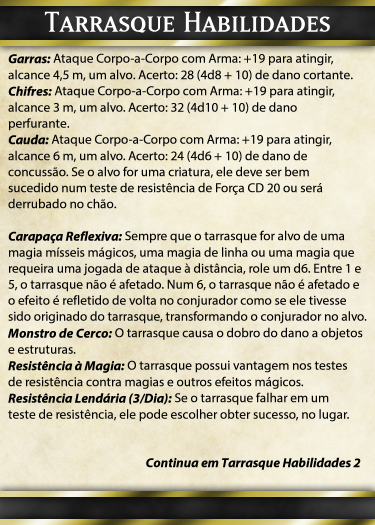 Tarrasque Habilidades
Garras: Ataque Corpo-a-Corpo com Arma: +19 para atingir,
alcance 4,5 m, um alvo. Acerto: 28 (4d8 + 10) de dano cortante.
Chifres: Ataque Corpo-a-Corpo com Arma: +19 para atingir,
alcance 3 m, um alvo. Acerto: 32 (4d10 + 10) de dano
perfurante.
Cauda: Ataque Corpo-a-Corpo com Arma: +19 para atingir,
alcance 6 m, um alvo. Acerto: 24 (4d6 + 10) de dano de
concussão. Se o alvo for uma criatura, ele deve ser bem
sucedido num teste de resistência de Força CD 20 ou será
derrubado no chão.
Carapaça Reflexiva: Sempre que o tarrasque for alvo de uma
magia mísseis mágicos, uma magia de linha ou uma magia que
requeira uma jogada de ataque à distância, role um d6. Entre 1 e
5, o tarrasque não é afetado. Num 6, o tarrasque não é afetado e
o efeito é refletido de volta no conjurador como se ele tivesse
sido originado do tarrasque, transformando o conjurador no alvo.
Monstro de Cerco: O tarrasque causa o dobro do dano a objetos
e estruturas.
Resistência à Magia: O tarrasque possui vantagem nos testes
de resistência contra magias e outros efeitos mágicos.
Resistência Lendária (3/Dia): Se o tarrasque falhar em um
teste de resistência, ele pode escolher obter sucesso, no lugar.
Continua em Tarrasque Habilidades 2